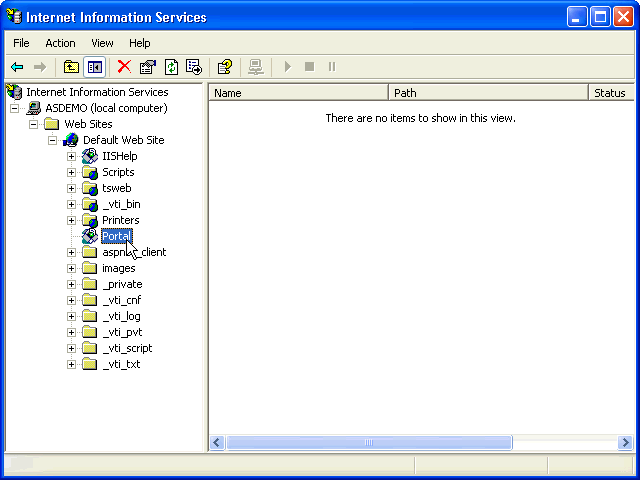 Internet Information Services
File Action View Help
Internet Information Services
ASDEMO (local computer)
Web Sites
Default Web Site
IISHelp
Scripts
tsweb
_vti_bin
Printers
Portal
images
_private
_vti_cnf
_vti_log
_vti_pvt
_vti_script
_vti_txt
Name Path Status
There are no items to show in this view.